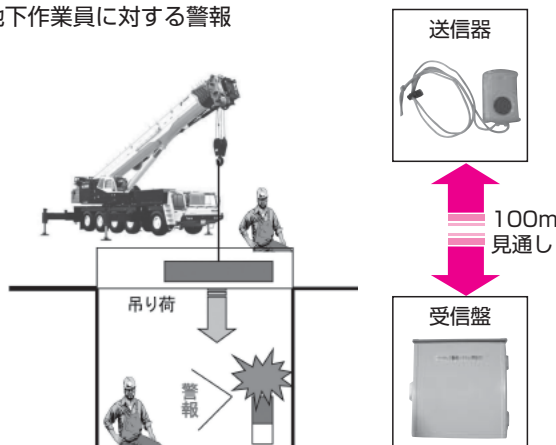 地下作業員に対する警報
送信器
100m
見通し
吊り荷
受信盤
警報